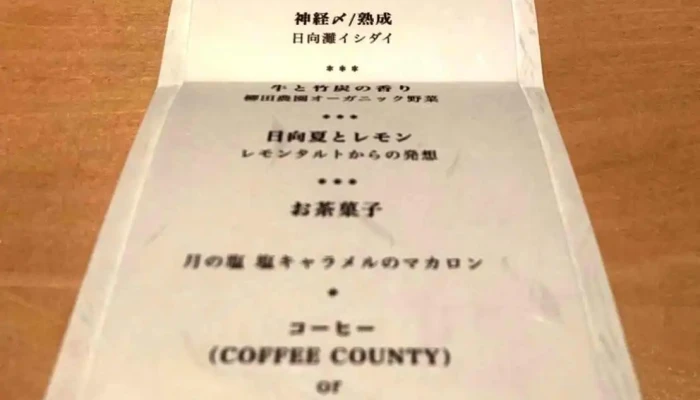 神経〆/熟成
日向灘イシダイ
***
牛と竹炭の香り
柳田農園オーガニック野菜
***
日向夏とレモン
レモンタルトからの発想
***
お茶菓子
月の塩 塩キャラメルのマカロン
*
コーヒー
(COFFEE COUNTY)
or